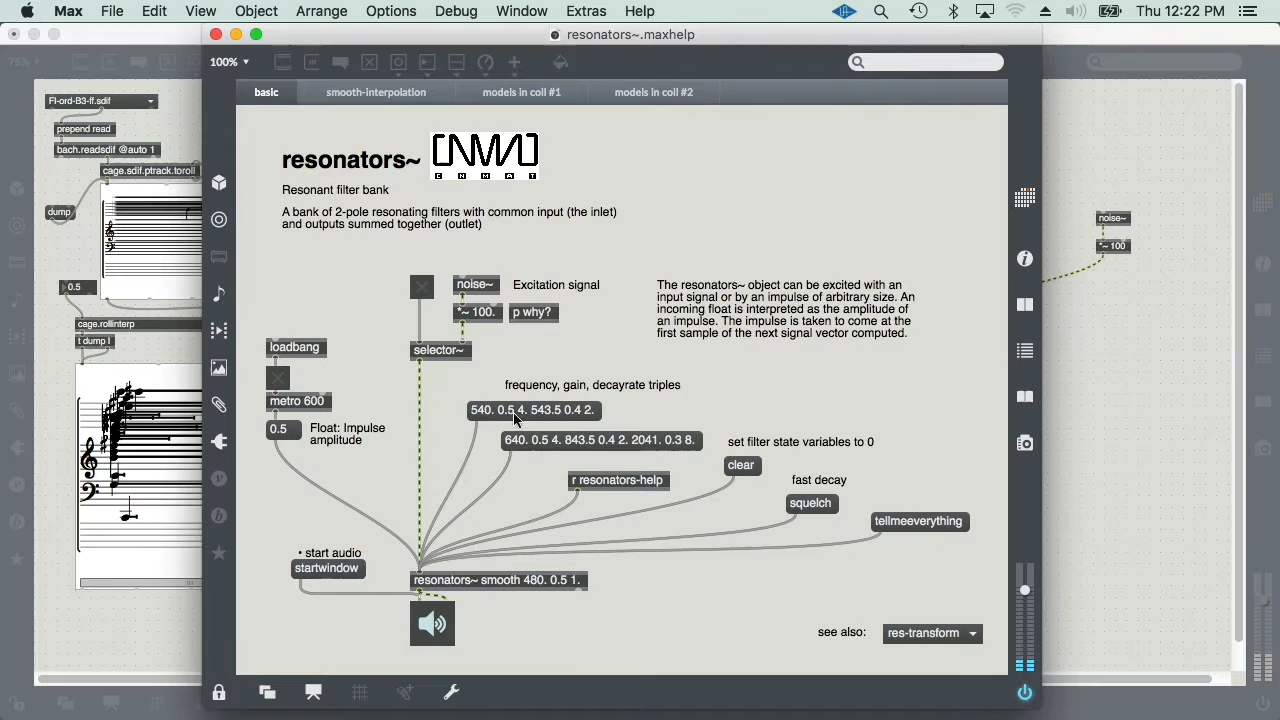 Max File Edit View Object Arrange Options Debug Window Extras Help
Thu 12:22 PM
resonators~.maxhelp
75%
100%
basic
smooth-interpolation
models in coll #1
models in coll #2
Fl-ord-B3-ff.sdif
prepend read
bach.readsdif @auto 1
cage.sdif.ptrack.toroll
dump
0.5
cage.rollinterp
t dump l
resonators~
CNMAT
Resonant filter bank
A bank of 2-pole resonating filters with common input (the inlet)
and outputs summed together (outlet)
noise~
Excitation signal
*~ 100.
p why?
selector~
The resonators~ object can be excited with an
input signal or by an impulse of arbitrary size. An
incoming float is interpreted as the amplitude of
an impulse. The impulse is taken to come at the
first sample of the next signal vector computed.
loadbang
metro 600
0.5
Float: Impulse
amplitude
frequency, gain, decayrate triples
540. 0.5 4. 543.5 0.4 2.
640. 0.5 4. 843.5 0.4 2. 2041. 0.3 8.
r resonators-help
set filter state variables to 0
clear
fast decay
squelch
tellmeeverything
• start audio
startwindow
resonators~ smooth 480. 0.5 1.
see also:
res-transform
noise~
*~ 100